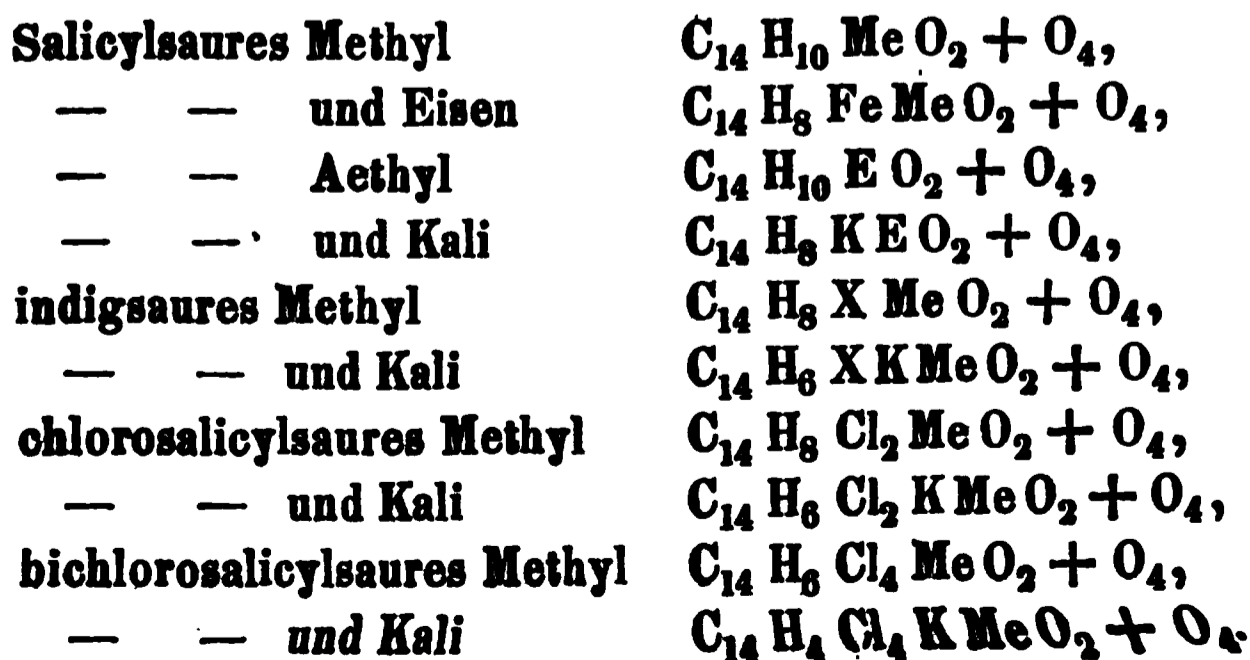 Salicylsaures Methyl C₁₄ H₁₀ Me O₂ + O₄,
— — und Eisen C₁₄ H₈ Fe Me O₂ + O₄,
— — Aethyl C₁₄ H₁₀ E O₂ + O₄,
— — und Kali C₁₄ H₈ K E O₂ + O₄,
indigsaures Methyl C₁₄ H₈ X Me O₂ + O₄,
— — und Kali C₁₄ H₆ X K Me O₂ + O₄,
chlorosalicylsaures Methyl C₁₄ H₈ Cl₂ Me O₂ + O₄,
— — und Kali C₁₄ H₆ Cl₂ K Me O₂ + O₄,
bichlorosalicylsaures Methyl C₁₄ H₆ Cl₄ Me O₂ + O₄,
— — und Kali C₁₄ H₄ Cl₄ K Me O₂ + O₄.